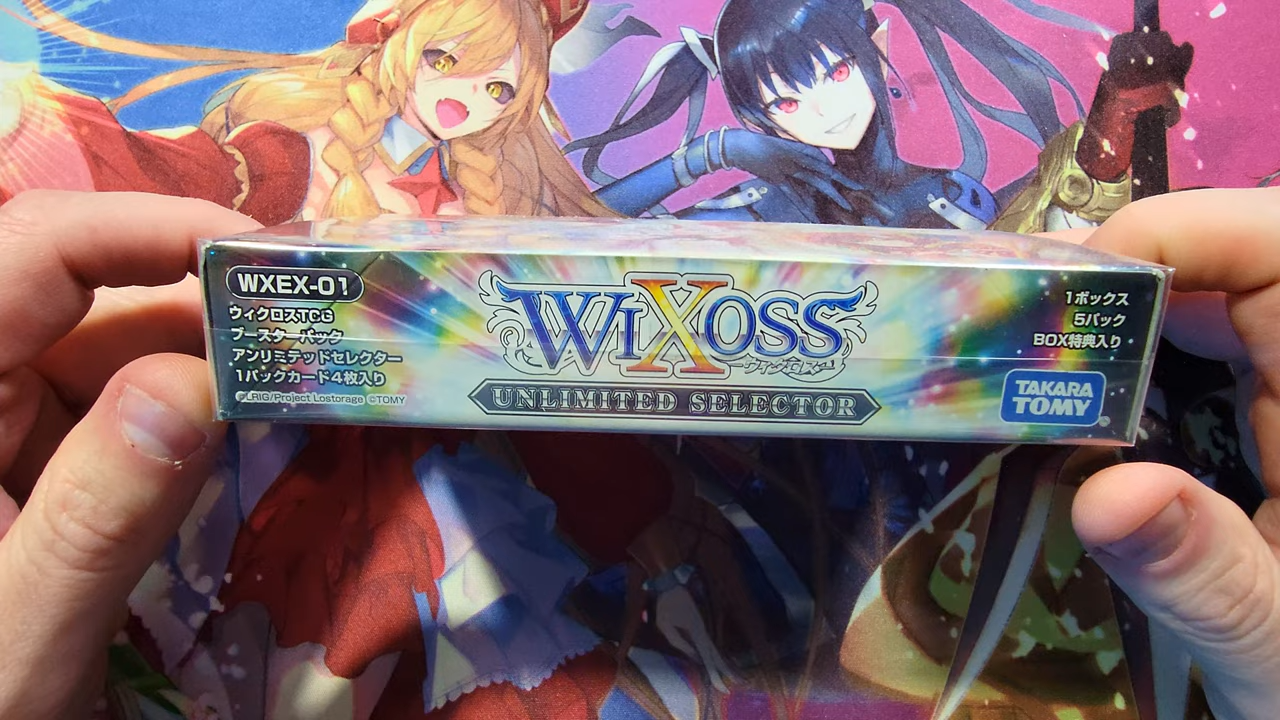 WXEX-01
ウィクロスTCG
ブースターパック
アンリミテッドセレクター
1パックカード4枚入り
©LRIG/Project Lostorage ©TOMY
WIXOSS
ーウィクロスー
UNLIMITED SELECTOR
1ボックス
5パック
BOX特典入り
TAKARA
TOMY